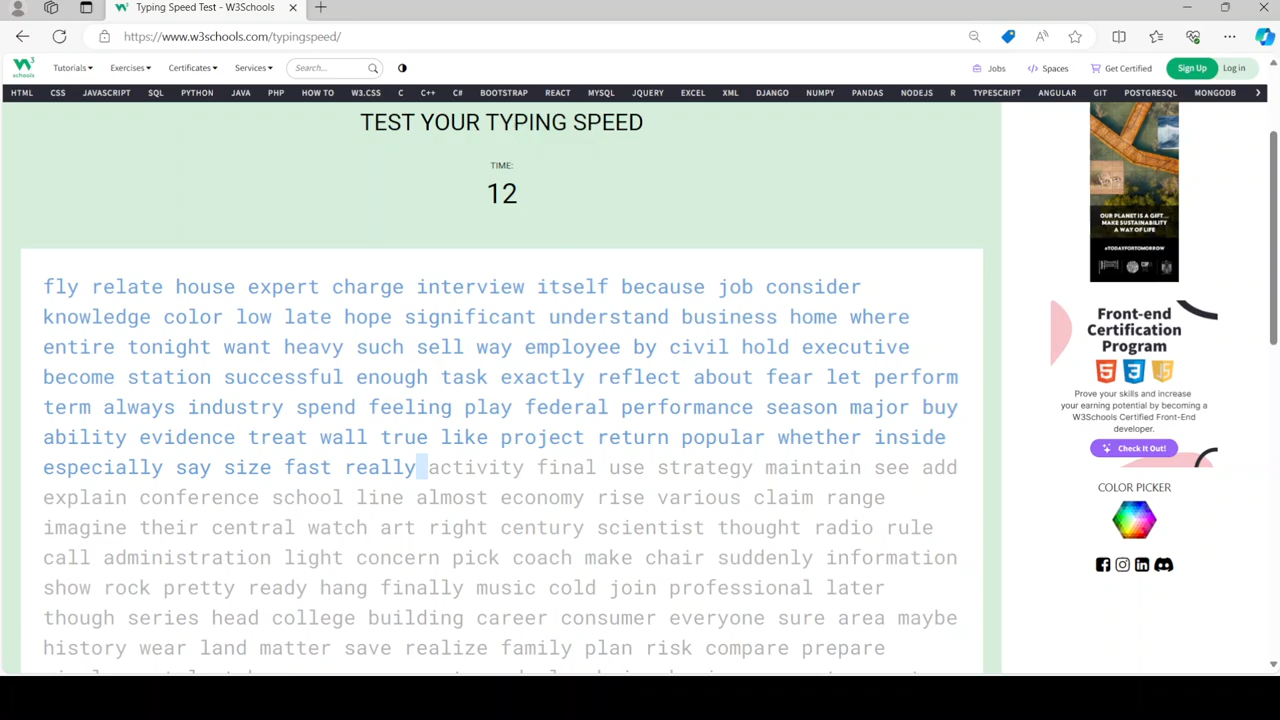 Typing Speed Test - W3Schools
https://www.w3schools.com/typingspeed/
W3
schools
Tutorials Exercises Certificates Services Search... Jobs Spaces Get Certified Sign Up Log in
HTML CSS JAVASCRIPT SQL PYTHON JAVA PHP HOW TO W3.CSS C C++ C# BOOTSTRAP REACT MYSQL JQUERY EXCEL XML DJANGO NUMPY PANDAS NODEJS R TYPESCRIPT ANGULAR GIT POSTGRESQL MONGODB
TEST YOUR TYPING SPEED
TIME:
12
fly relate house expert charge interview itself because job consider
knowledge color low late hope significant understand business home where
entire tonight want heavy such sell way employee by civil hold executive
become station successful enough task exactly reflect about fear let perform
term always industry spend feeling play federal performance season major buy
ability evidence treat wall true like project return popular whether inside
especially say size fast really activity final use strategy maintain see add
explain conference school line almost economy rise various claim range
imagine their central watch art right century scientist thought radio rule
call administration light concern pick coach make chair suddenly information
show rock pretty ready hang finally music cold join professional later
though series head college building career consumer everyone sure area maybe
history wear land matter save realize family plan risk compare prepare
OUR PLANET IS A GIFT...
MAKE SUSTAINABILITY
A WAY OF LIFE
#TODAYFORTOMORROW
Front-end
Certification
Program
Prove your skills and increase
your earning potential by becoming a
W3Schools Certified Front-End
developer.
Check It Out!
COLOR PICKER